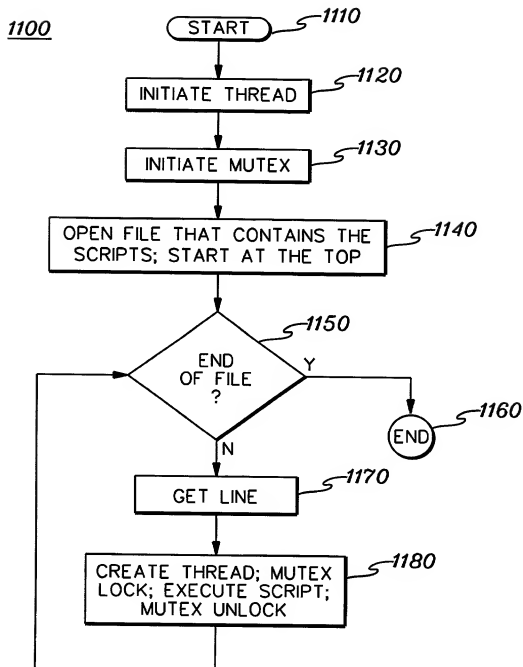 1100
START
1110
INITIATE THREAD
1120
INITIATE MUTEX
1130
OPEN FILE THAT CONTAINS THE
SCRIPTS; START AT THE TOP
1140
END
OF FILE
?
1150
Y
END
1160
N
GET LINE
1170
CREATE THREAD; MUTEX
LOCK; EXECUTE SCRIPT;
MUTEX UNLOCK
1180